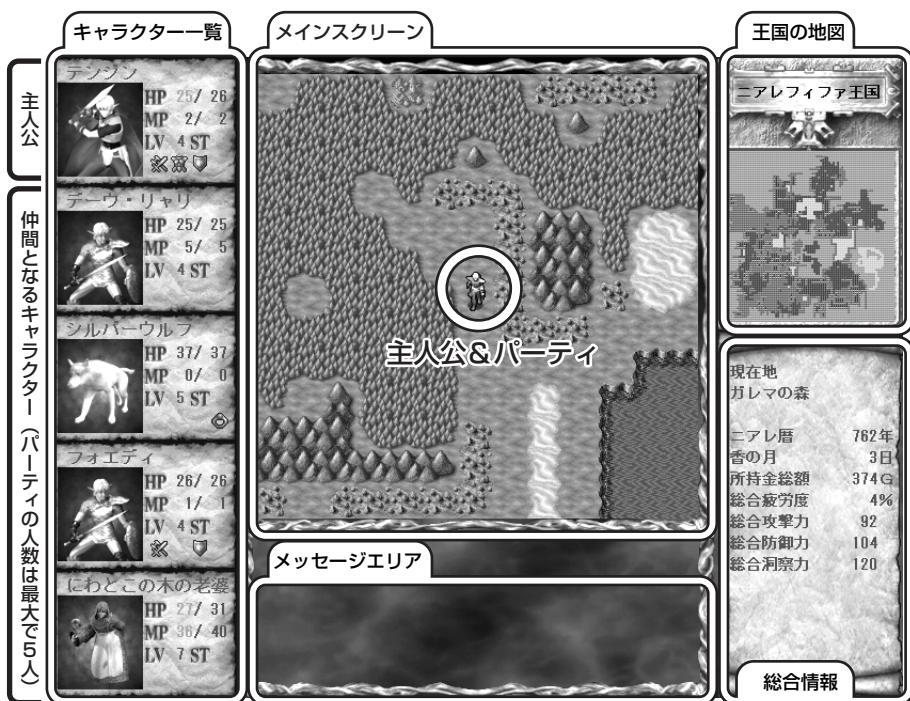 キャラクター一覧
主人公
テンジン
HP 25/ 26
MP 2/ 2
LV 4 ST
仲間となるキャラクター（パーティの人数は最大で5人）
デーヴ・リャリ
HP 25/ 25
MP 5/ 5
LV 4 ST
シルバーウルフ
HP 37/ 37
MP 0/ 0
LV 5 ST
フォエディ
HP 26/ 26
MP 1/ 1
LV 4 ST
にわとこの木の老婆
HP 27/ 31
MP 36/ 40
LV 7 ST
メインスクリーン
主人公&パーティ
メッセージエリア
王国の地図
ニアレフィファ王国
現在地
ガレマの森
ニアレ暦 762年
香の月 3日
所持金総額 374G
総合疲労度 4%
総合攻撃力 92
総合防御力 104
総合洞察力 120
総合情報